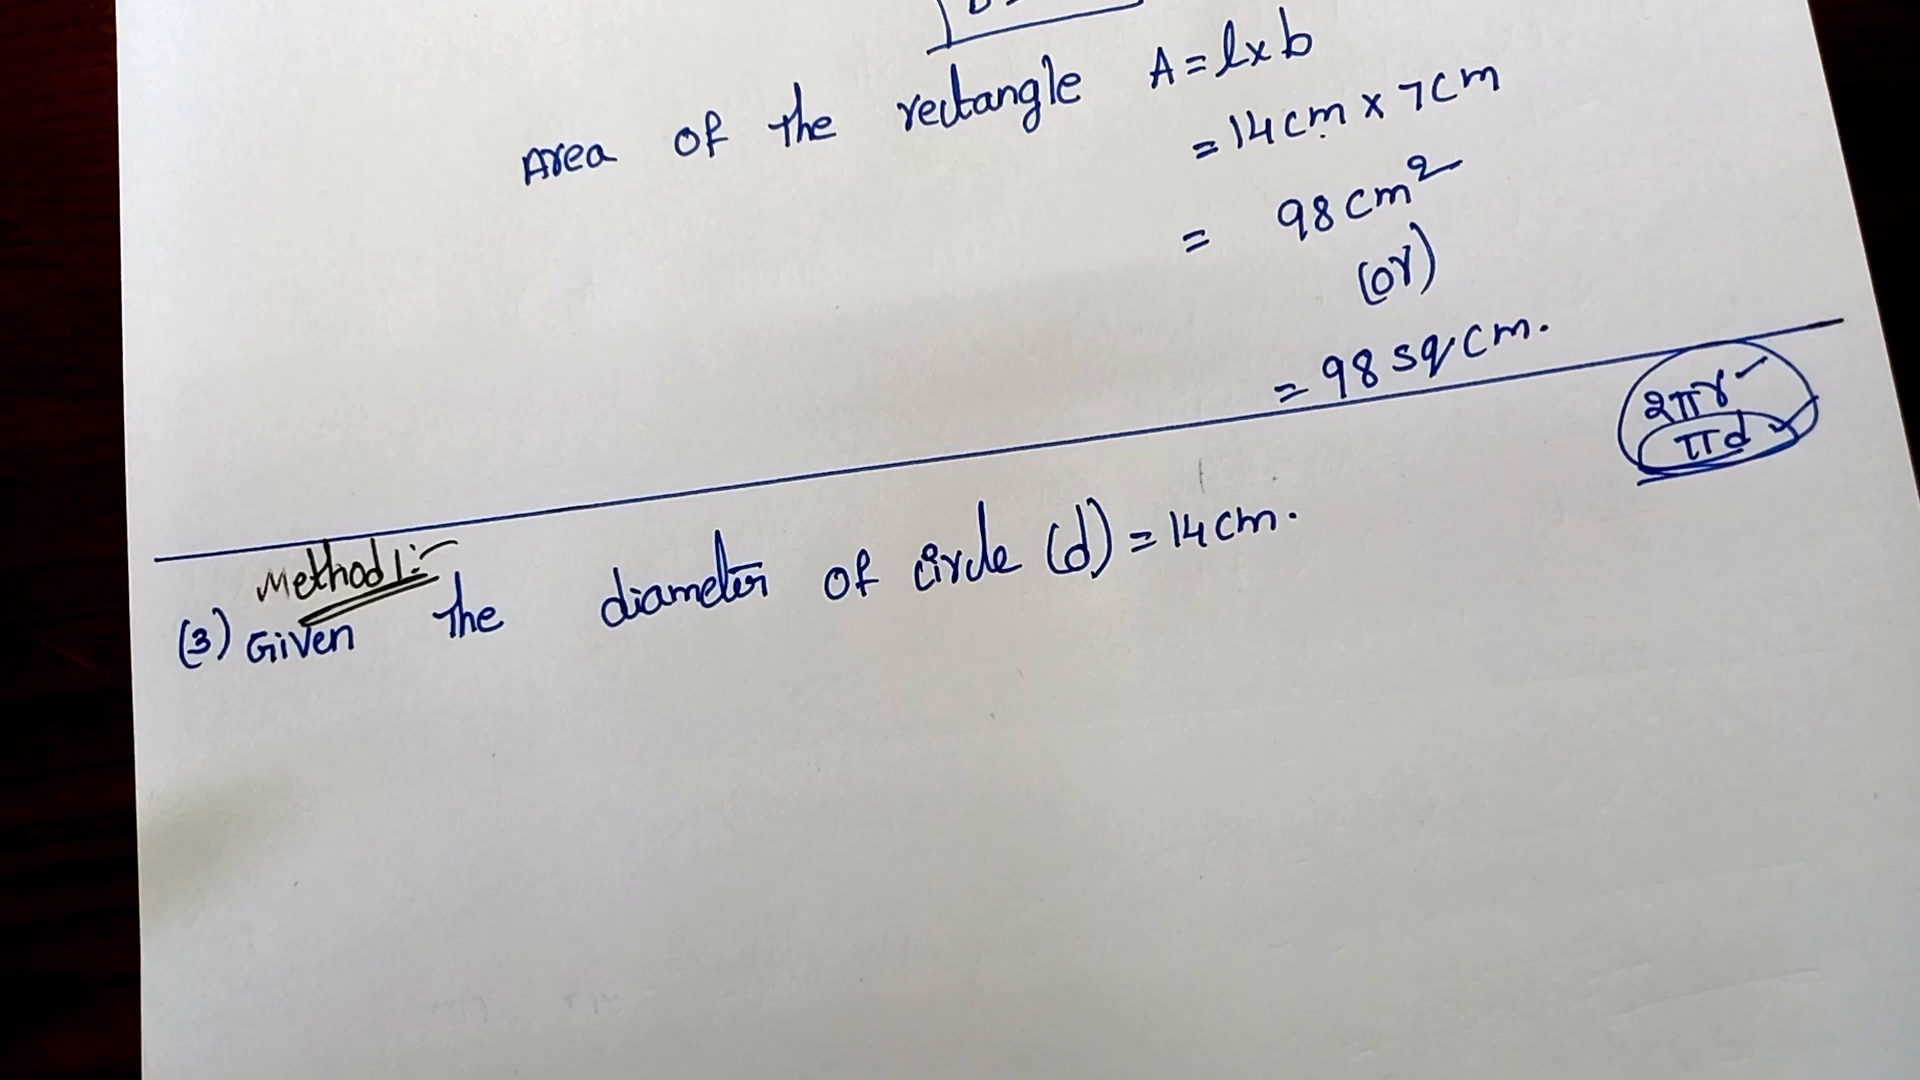 Area of the rectangle A = l x b
= 14 cm x 7 cm
= 98 cm²
(or)
= 98 sq cm.
2πr
πd
Method 1:-
(3) Given the diameter of circle (d) = 14 cm.